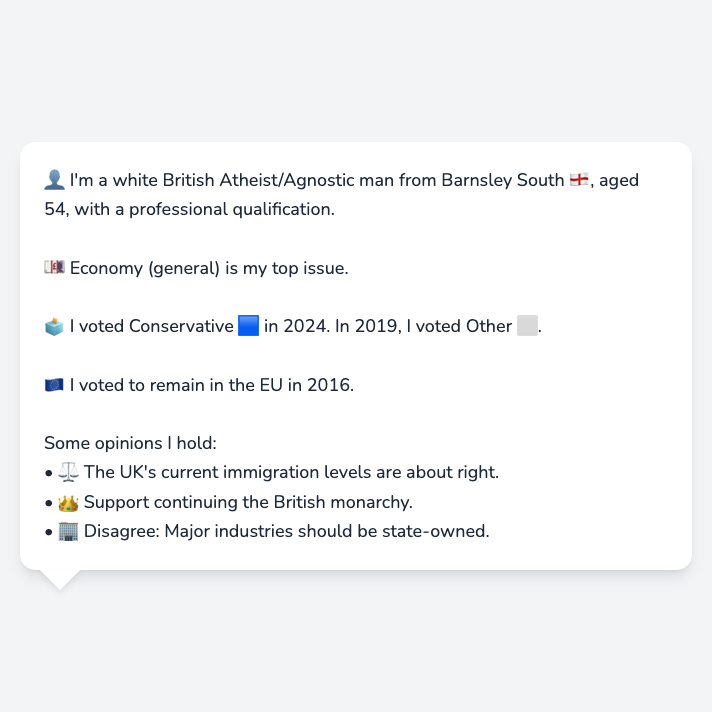 👤 I'm a white British Atheist/Agnostic man from Barnsley South 🏴󠁧󠁢󠁥󠁮󠁧󠁿, aged
54, with a professional qualification.
💷 Economy (general) is my top issue.
🗳️ I voted Conservative 🟦 in 2024. In 2019, I voted Other ⬜.
🇪🇺 I voted to remain in the EU in 2016.
Some opinions I hold:
• ⚖️ The UK's current immigration levels are about right.
• 👑 Support continuing the British monarchy.
• 🏢 Disagree: Major industries should be state-owned.